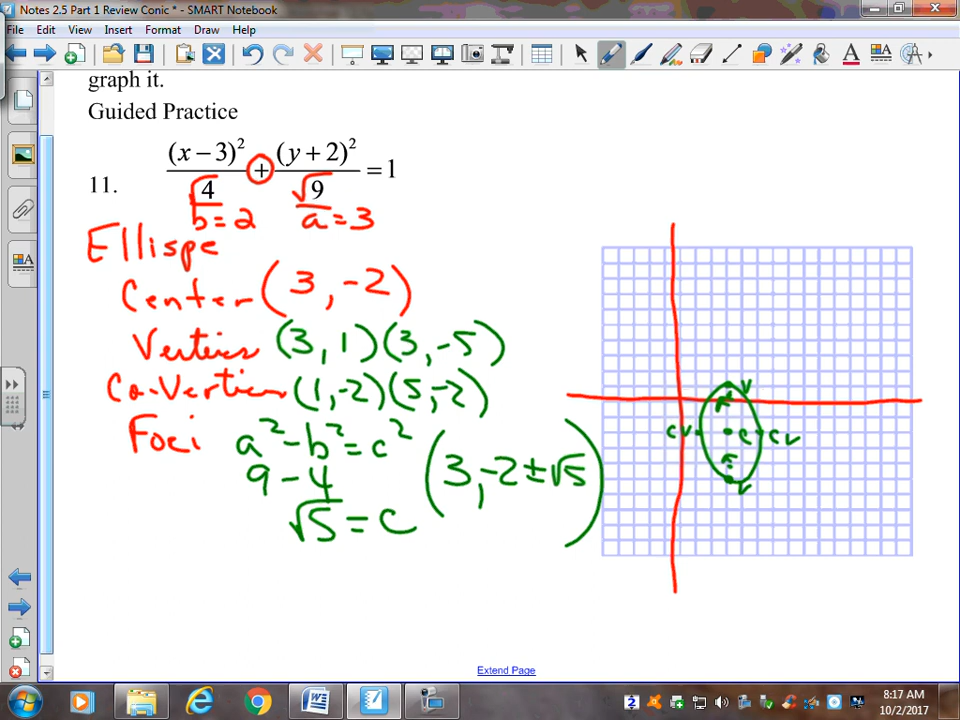 Notes 2.5 Part 1 Review Conic * - SMART Notebook
File Edit View Insert Format Draw Help
graph it.
Guided Practice
11. (x − 3)²/√4 + (y + 2)²/√9 = 1
b = 2 a = 3
Ellispe
Center (3, -2)
Vertices (3, 1) (3, -5)
Co-Vertices (1, -2) (5, -2)
Foci a² - b² = c² (3, -2 ± √5)
9 - 4
√5 = c
V
CV C CV
F
F
V
Extend Page
8:17 AM
10/2/2017